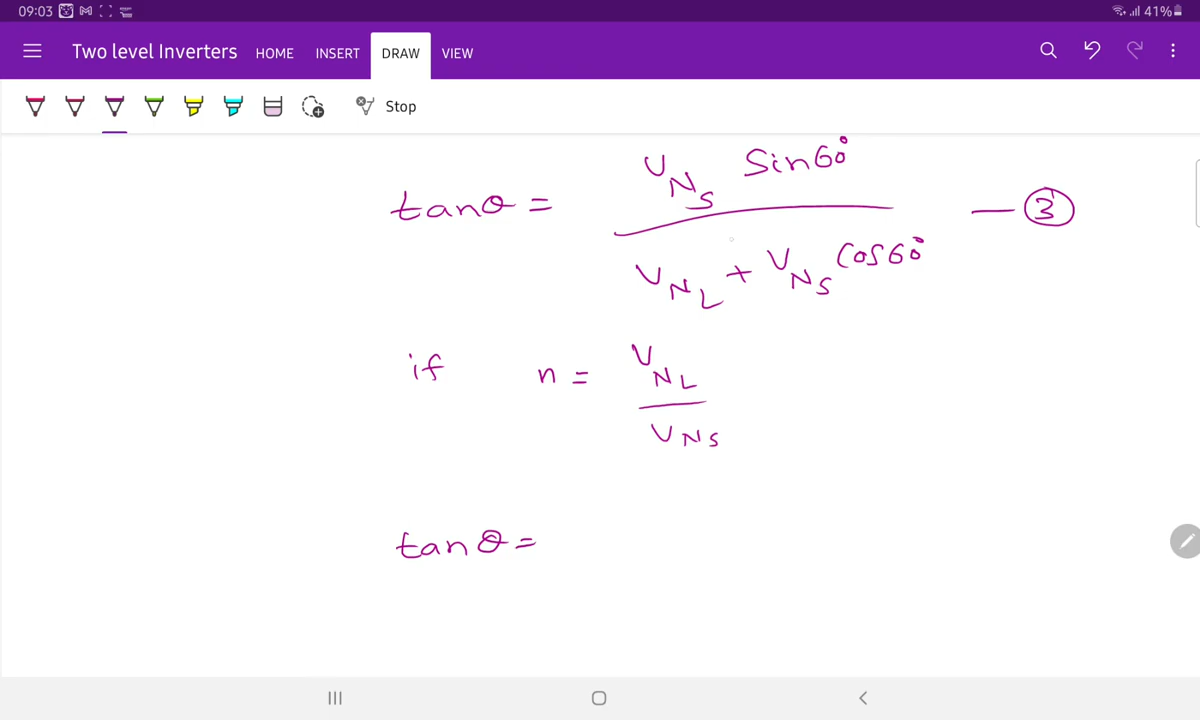 09:03 41%
Two level Inverters HOME INSERT DRAW VIEW
Stop
V_NS Sin60°
tanθ = ———— — ③
V_NL + V_NS Cos60°
if n = V_NL
V_NS
tanθ =